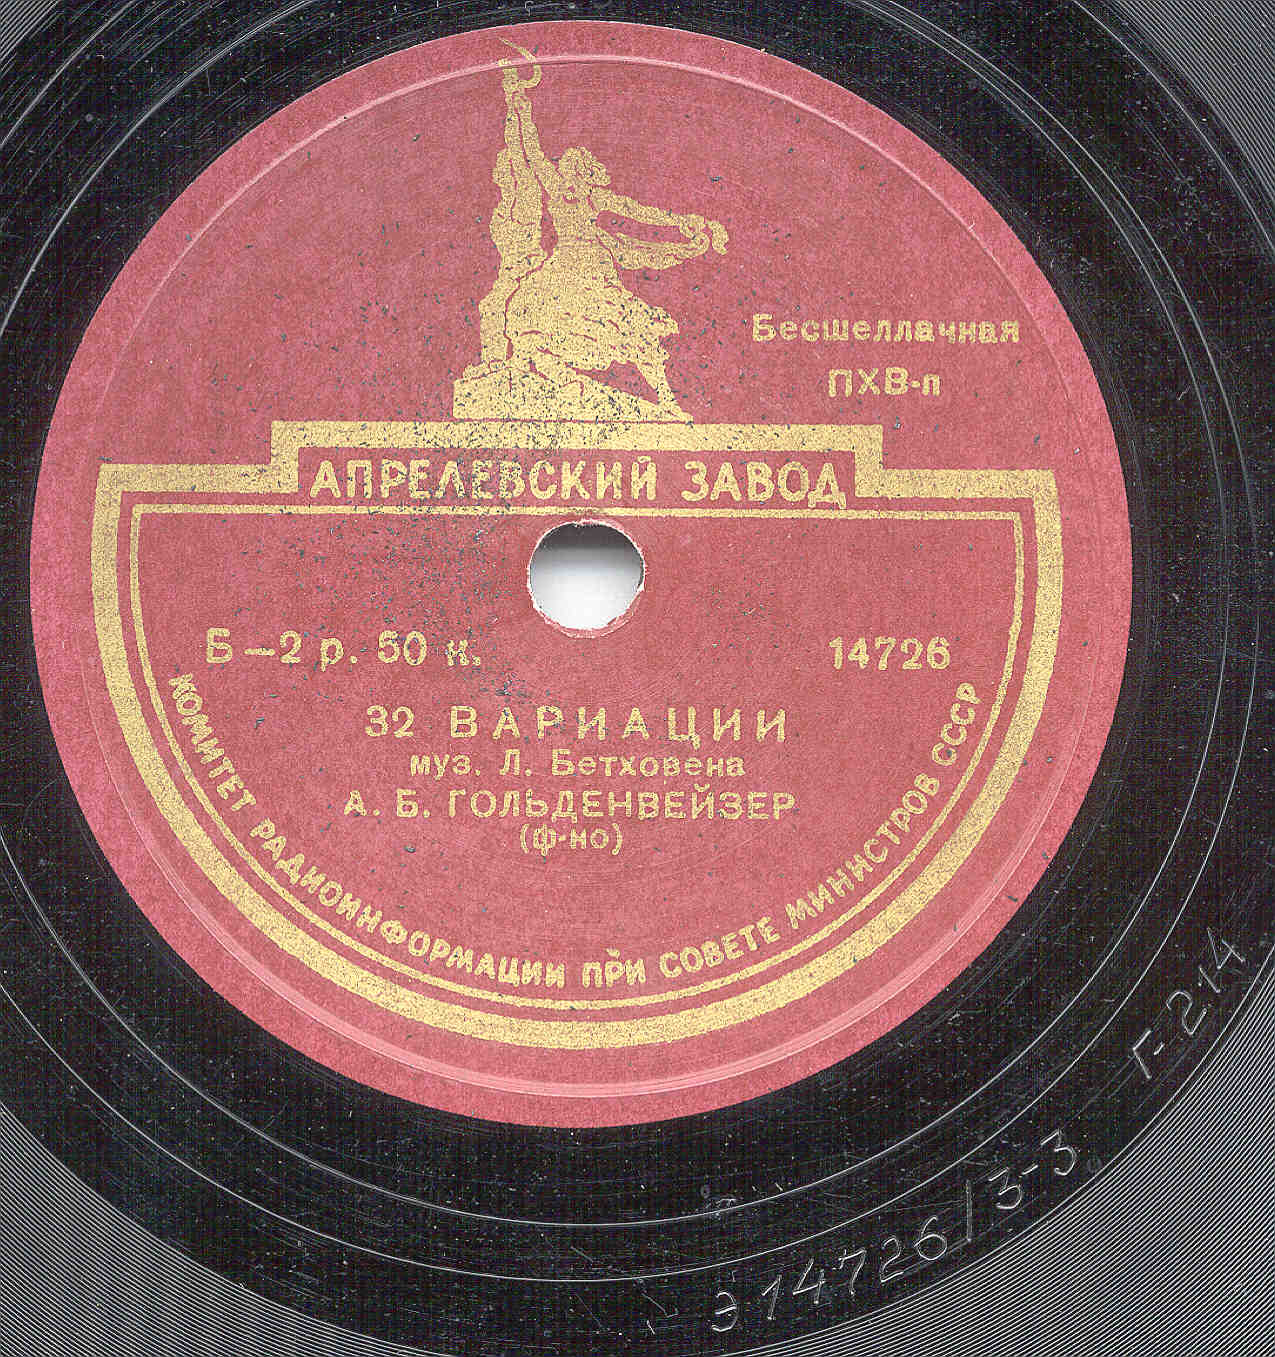 Бесшеллачная
ПХВ-п
АПРЕЛЕВСКИЙ ЗАВОД
Б—2 р. 50 к.
14726
32 ВАРИАЦИИ
муз. Л. Бетховена
А. Б. ГОЛЬДЕНВЕЙЗЕР
(ф-но)
КОМИТЕТ РАДИОИНФОРМАЦИИ ПРИ СОВЕТЕ МИНИСТРОВ СССР
Г-214
Э14726/3-3